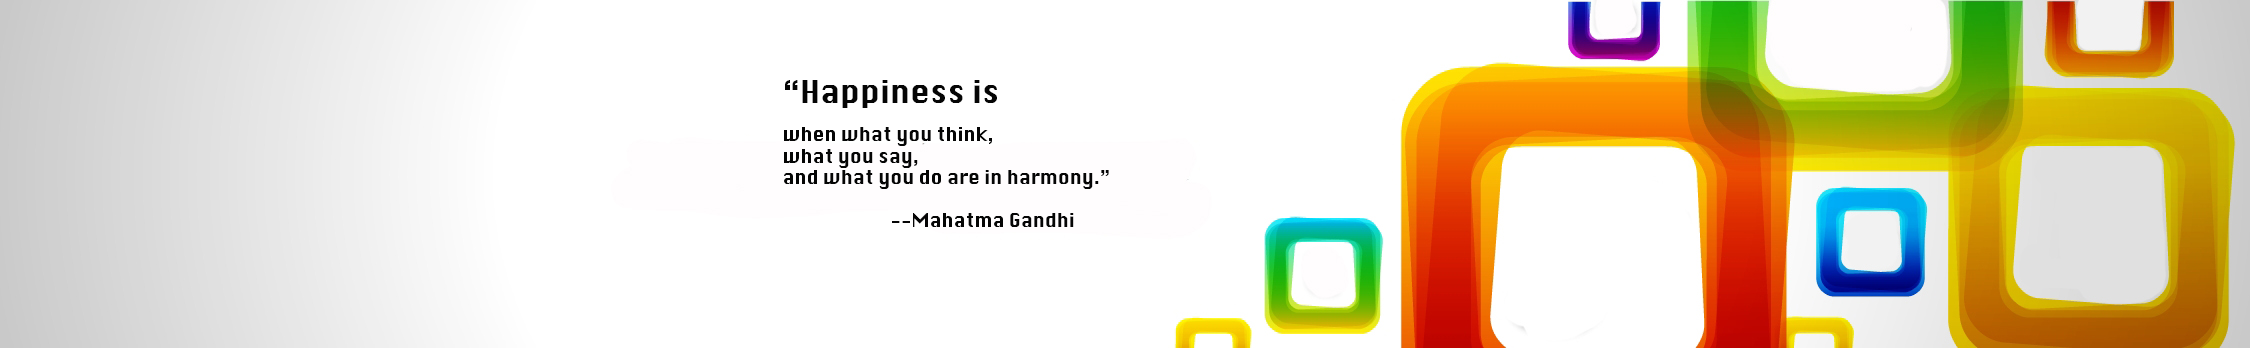 “Happiness is
when what you think,
what you say,
and what you do are in harmony.”
--Mahatma Gandhi